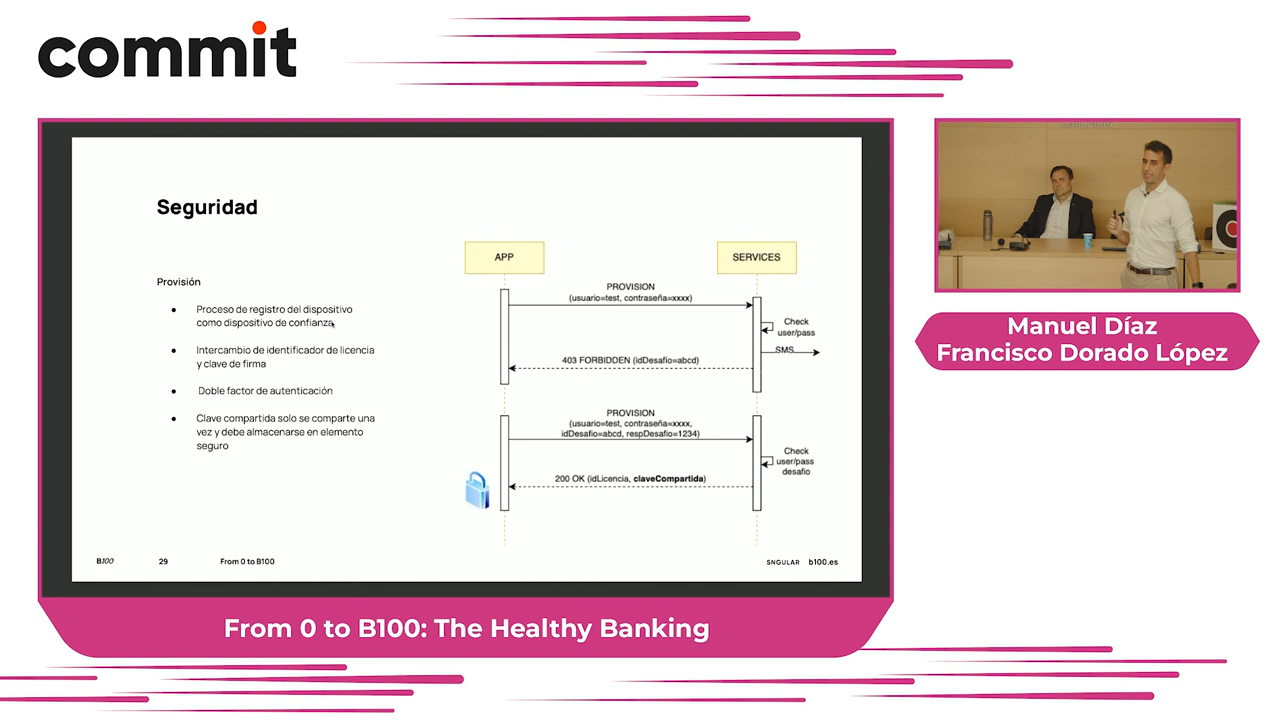 commit
Seguridad
Provisión
Proceso de registro del dispositivo
como dispositivo de confianza
Intercambio de identificador de licencia
y clave de firma
Doble factor de autenticación
Clave compartida solo se comparte una
vez y debe almacenarse en elemento
seguro
APP
SERVICES
PROVISION
(usuario=test, contraseña=xxxx)
Check
user/pass
SMS
403 FORBIDDEN (idDesafio=abcd)
PROVISION
(usuario=test, contraseña=xxxx,
idDesafio=abcd, respDesafio=1234)
Check
user/pass
desafio
200 OK (idLicencia, claveCompartida)
B100
29
From 0 to B100
SNGULAR
b100.es
Manuel Díaz
Francisco Dorado López
From 0 to B100: The Healthy Banking